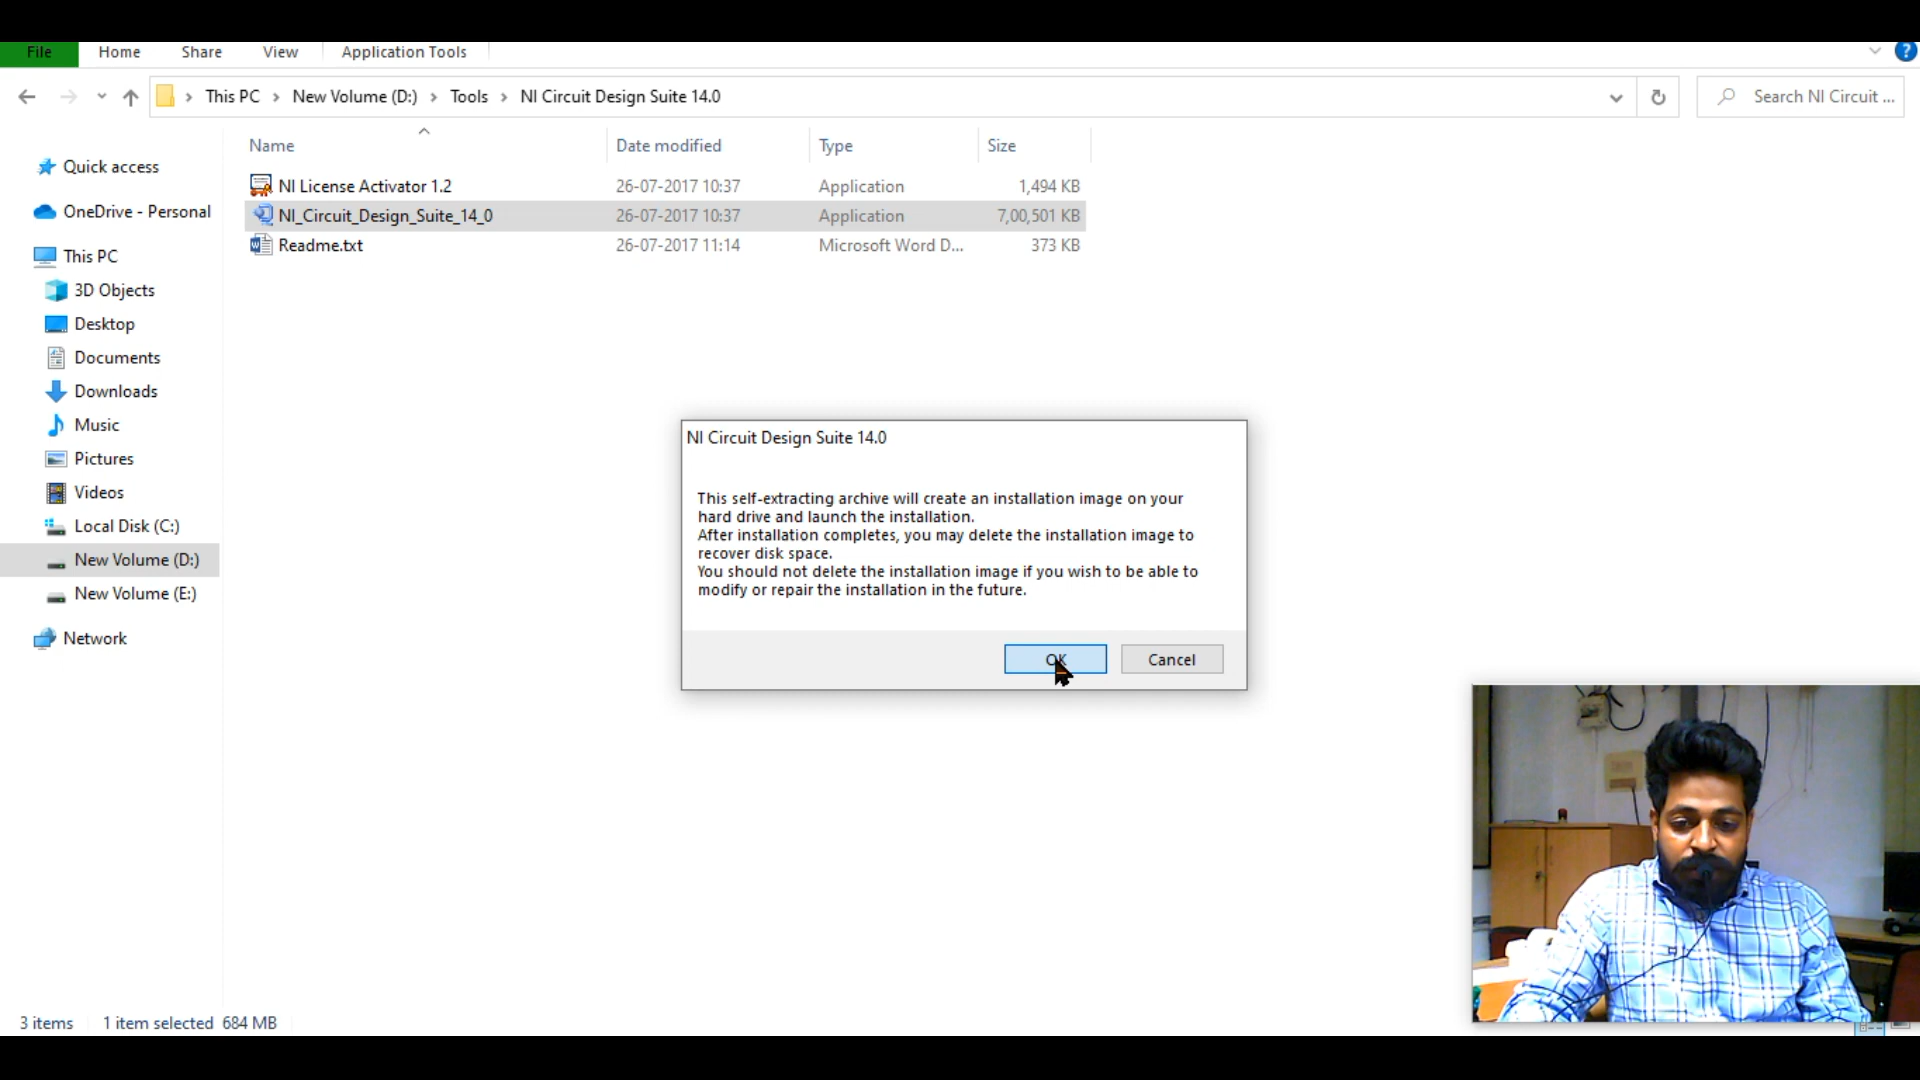 File Home Share View Application Tools
This PC New Volume (D:) Tools NI Circuit Design Suite 14.0 Search NI Circuit ...
Name Date modified Type Size
Quick access
OneDrive - Personal
This PC
3D Objects
Desktop
Documents
Downloads
Music
Pictures
Videos
Local Disk (C:)
New Volume (D:)
New Volume (E:)
Network
NI License Activator 1.2 26-07-2017 10:37 Application 1,494 KB
NI_Circuit_Design_Suite_14_0 26-07-2017 10:37 Application 7,00,501 KB
Readme.txt 26-07-2017 11:14 Microsoft Word D... 373 KB
NI Circuit Design Suite 14.0
This self-extracting archive will create an installation image on your
hard drive and launch the installation.
After installation completes, you may delete the installation image to
recover disk space.
You should not delete the installation image if you wish to be able to
modify or repair the installation in the future.
OK Cancel
3 items 1 item selected 684 MB